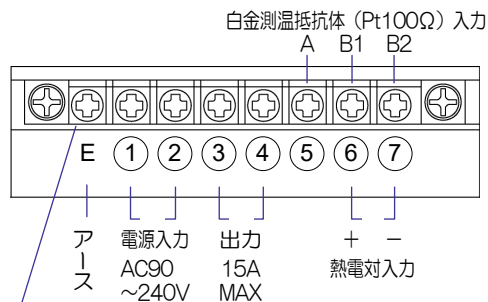 白金測温抵抗体（Pt100Ω）入力
A B1 B2
E 1 2 3 4 5 6 7
アース
電源入力 出力 + −
AC90 15A 熱電対入力
～240V MAX